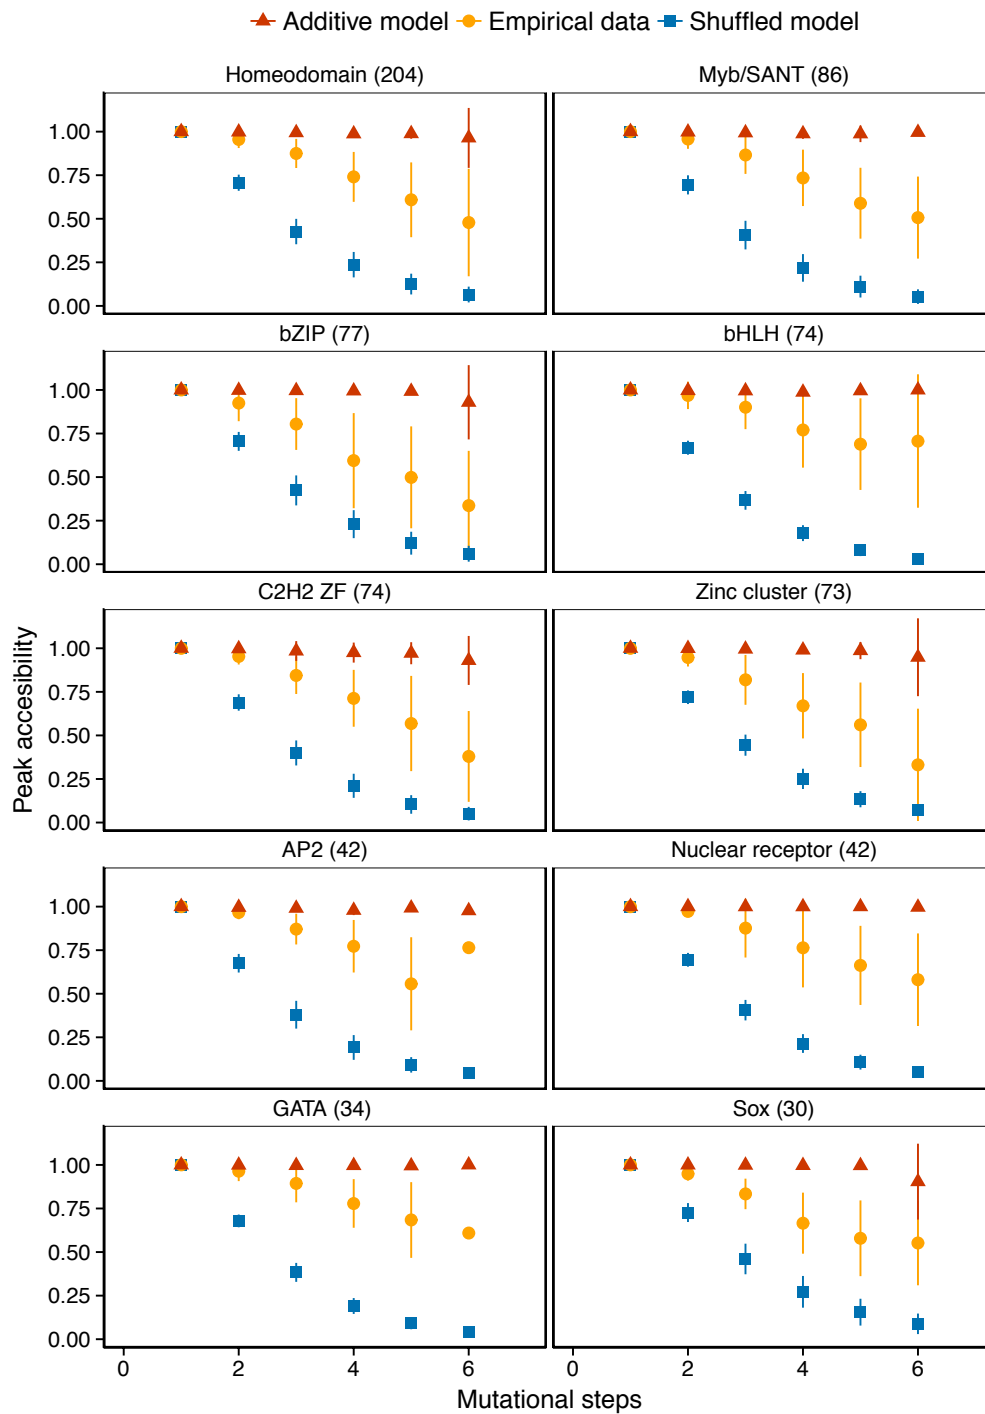 Additive model Empirical data Shuffled model
Homeodomain (204) Myb/SANT (86)
1.00
0.75
0.50
0.25
0.00
bZIP (77) bHLH (74)
1.00
0.75
0.50
0.25
0.00
C2H2 ZF (74) Zinc cluster (73)
1.00
0.75
0.50
0.25
0.00
Peak accesibility
AP2 (42) Nuclear receptor (42)
1.00
0.75
0.50
0.25
0.00
GATA (34) Sox (30)
1.00
0.75
0.50
0.25
0.00
0 2 4 6 0 2 4 6
Mutational steps